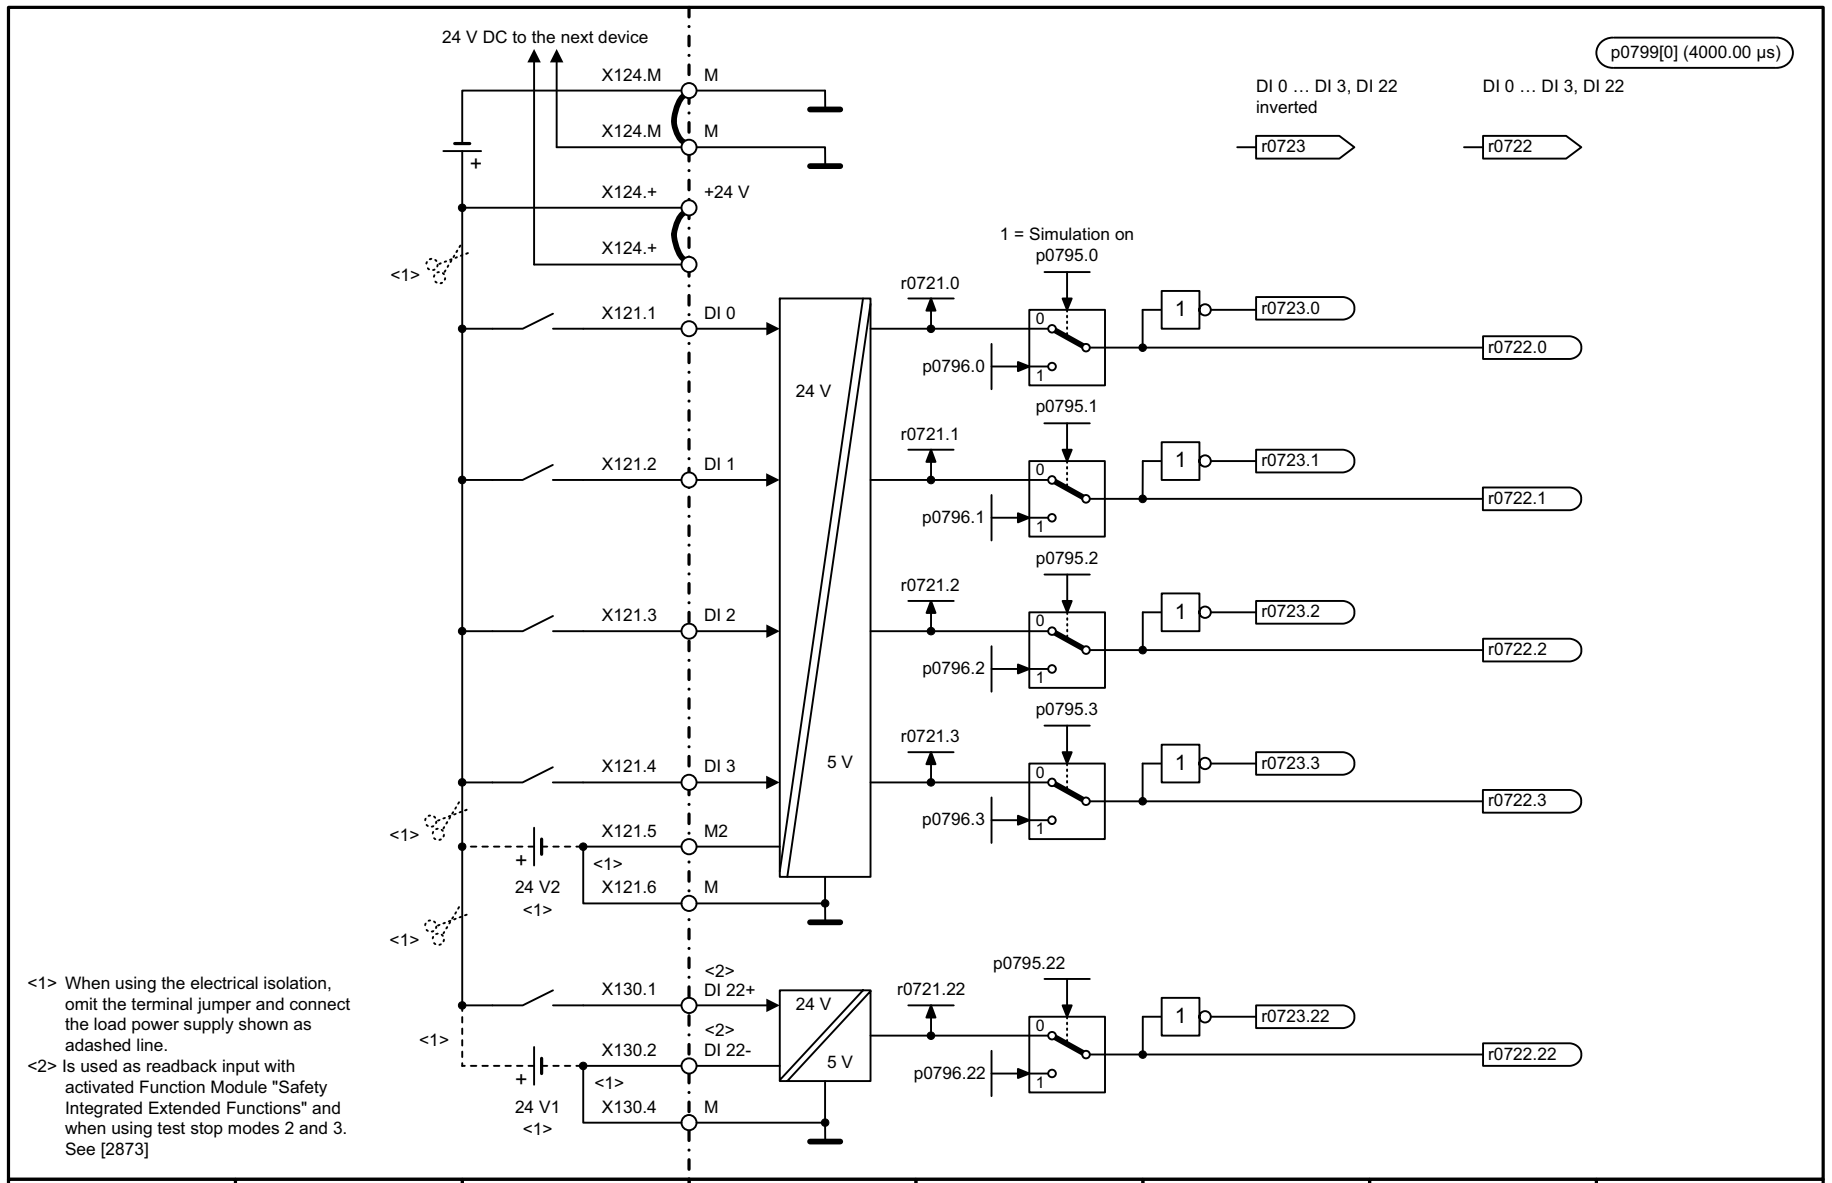 24 V DC to the next device
p0799[0] (4000.00 µs)
X124.M M
DI 0 … DI 3, DI 22
inverted
DI 0 … DI 3, DI 22
X124.M M
r0723
r0722
+
X124.+ +24 V
1 = Simulation on
X124.+
p0795.0
<1>
r0721.0
X121.1 DI 0
0
1
r0723.0
r0722.0
p0796.0
1
24 V
p0795.1
r0721.1
X121.2 DI 1
0
1
r0723.1
r0722.1
p0796.1
1
p0795.2
r0721.2
X121.3 DI 2
0
1
r0723.2
r0722.2
p0796.2
1
p0795.3
r0721.3
X121.4 DI 3
5 V
0
1
r0723.3
r0722.3
p0796.3
1
<1>
X121.5 M2
+
<1>
24 V2
X121.6 M
<1>
<1>
p0795.22
<2>
X130.1 DI 22+
24 V
r0721.22
0
1
r0723.22
<2>
<1>
X130.2 DI 22-
5 V
r0722.22
p0796.22
1
+
<1>
24 V1
X130.4 M
<1>
<1> When using the electrical isolation,
omit the terminal jumper and connect
the load power supply shown as
adashed line.
<2> Is used as readback input with
activated Function Module "Safety
Integrated Extended Functions" and
when using test stop modes 2 and 3.
See [2873]